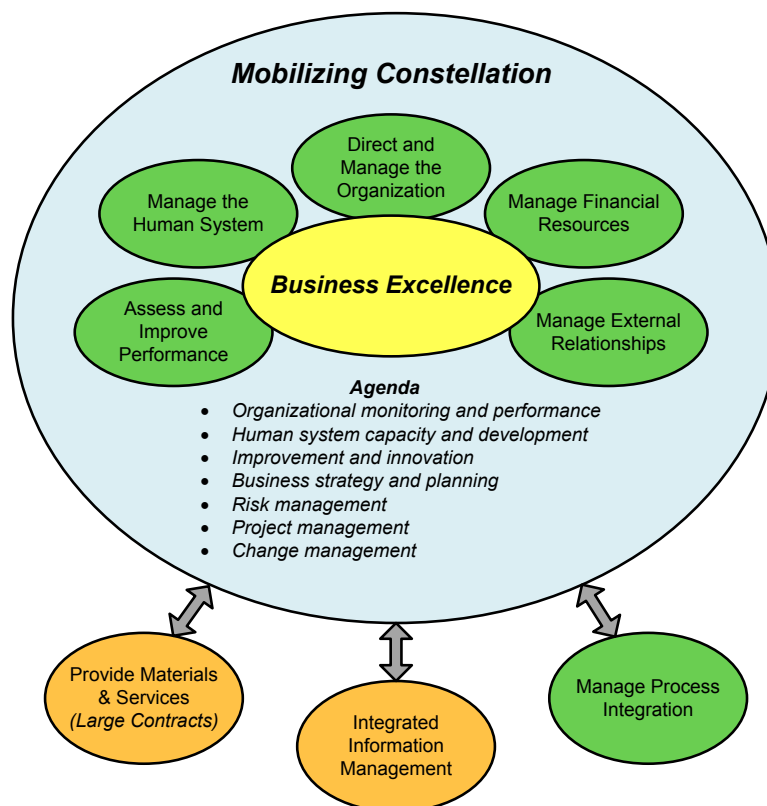 Mobilizing Constellation
Direct and
Manage the
Organization
Manage the
Human System
Manage Financial
Resources
Business Excellence
Assess and
Improve
Performance
Manage External
Relationships
Agenda
• Organizational monitoring and performance
• Human system capacity and development
• Improvement and innovation
• Business strategy and planning
• Risk management
• Project management
• Change management
Provide Materials
& Services
(Large Contracts)
Integrated
Information
Management
Manage Process
Integration